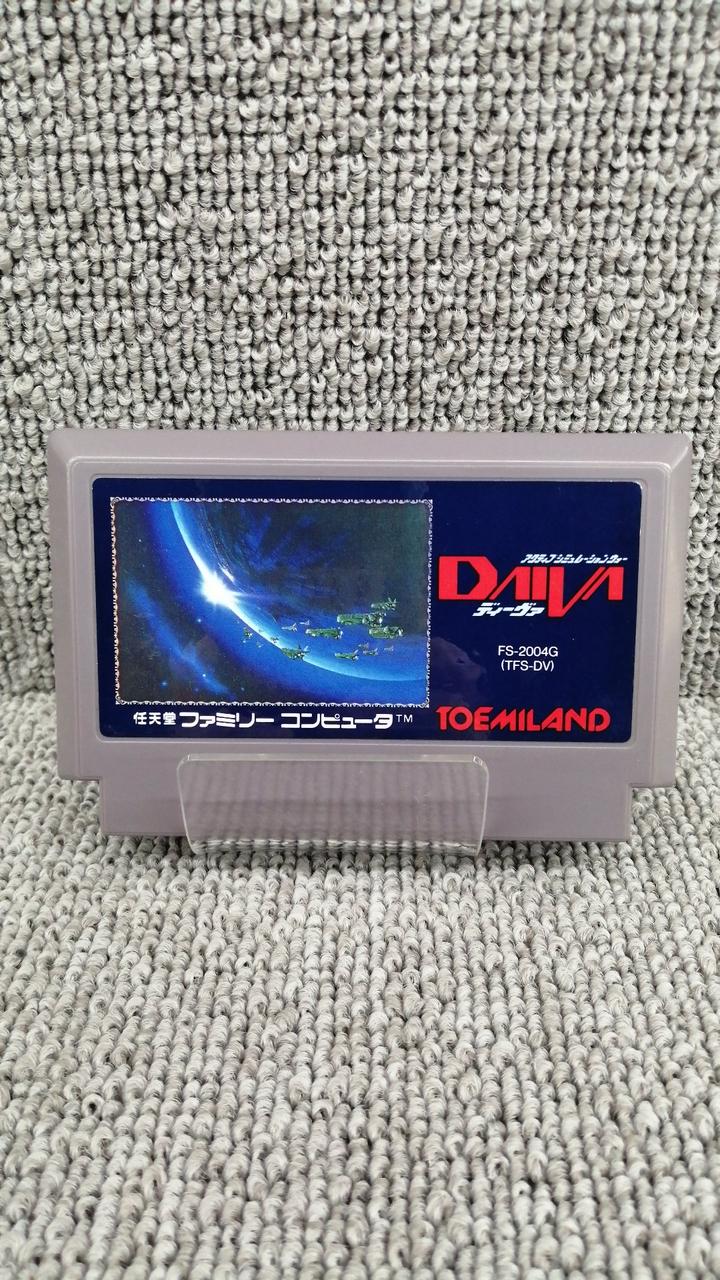 アクティブシミュレーションウォー
DAIVA
ディーヴァ
FS-2004G
(TFS-DV)
任天堂 ファミリー コンピュータ™
TOEMILAND